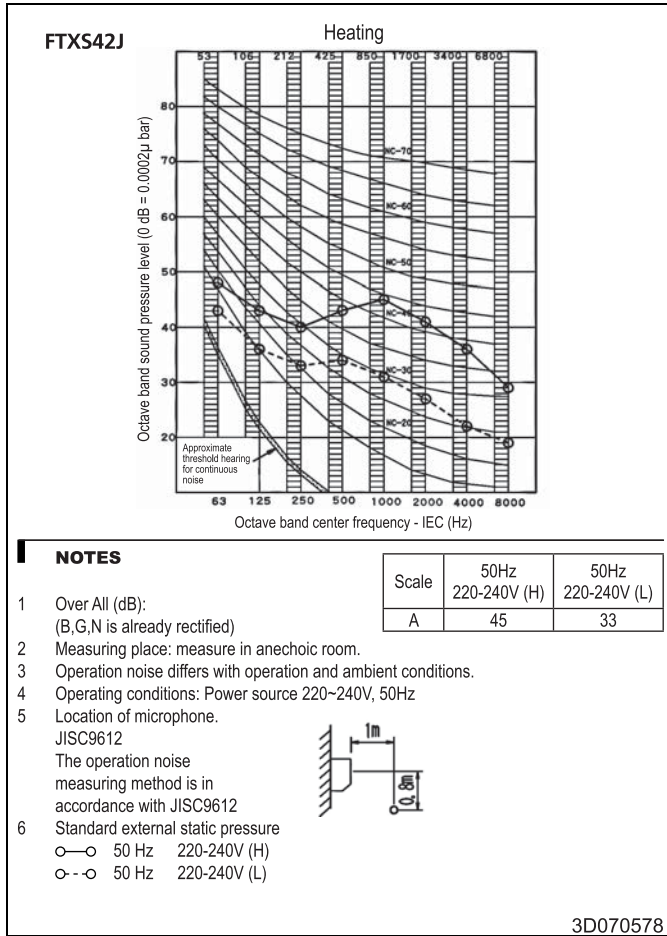 FTXS42J
Heating
53 106 212 425 850 1700 3400 6800
Octave band sound pressure level (0 dB = 0.0002μ bar)
80
70
60
50
40
30
20
NC-70
NC-60
NC-50
NC-40
NC-30
NC-20
Approximate
threshold hearing
for continuous
noise
63 125 250 500 1000 2000 4000 8000
Octave band center frequency - IEC (Hz)
NOTES
Scale 50Hz 220-240V (H) 50Hz 220-240V (L)
A 45 33
1 Over All (dB):
(B,G,N is already rectified)
2 Measuring place: measure in anechoic room.
3 Operation noise differs with operation and ambient conditions.
4 Operating conditions: Power source 220~240V, 50Hz
5 Location of microphone.
JISC9612
The operation noise
measuring method is in
accordance with JISC9612
1m
0.8m
6 Standard external static pressure
50 Hz 220-240V (H)
50 Hz 220-240V (L)
3D070578